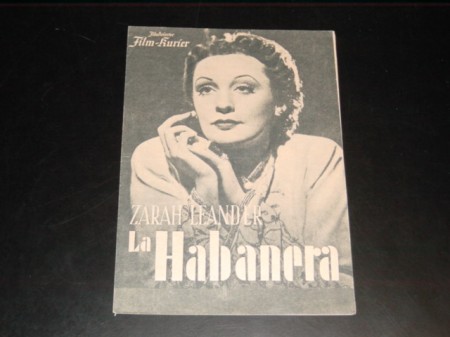 Illustrierter
Film-Kurier
ZARAH LEANDER
La Habanera